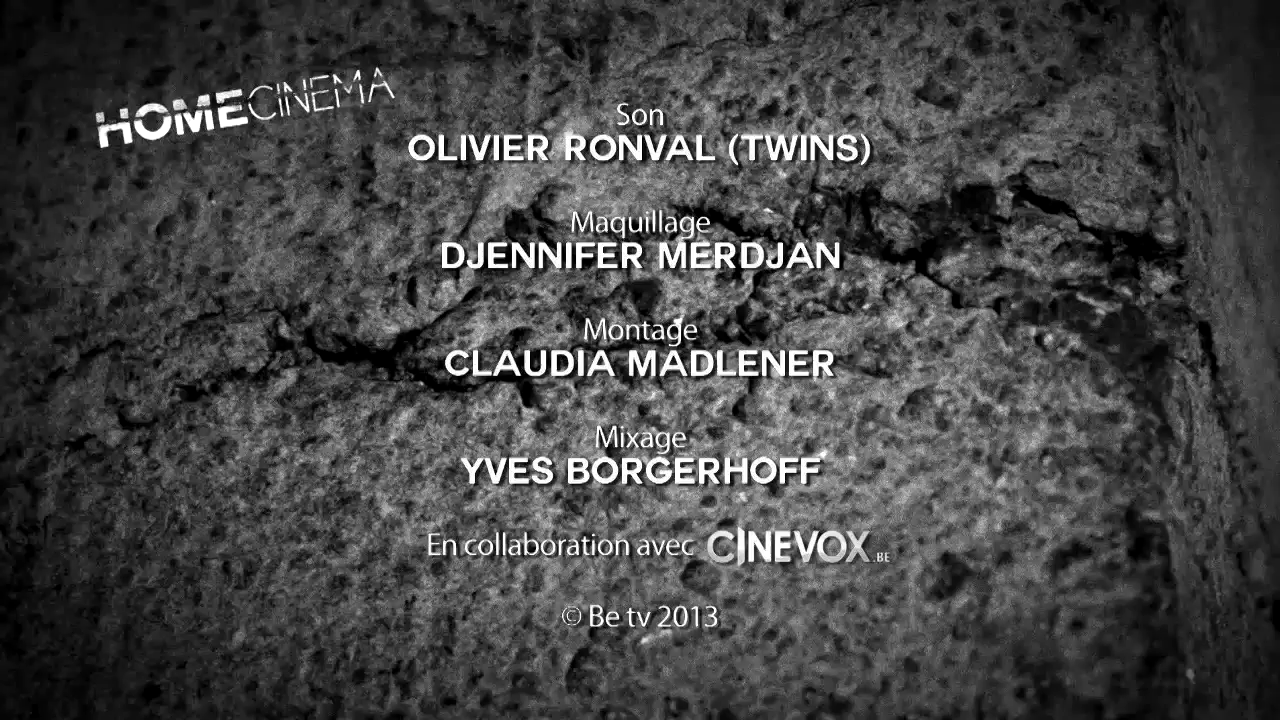 HOMECINEMA
Son
OLIVIER RONVAL (TWINS)
Maquillage
DJENNIFER MERDJAN
Montage
CLAUDIA MADLENER
Mixage
YVES BORGERHOFF
En collaboration avec CINEVOX.BE
© Be tv 2013